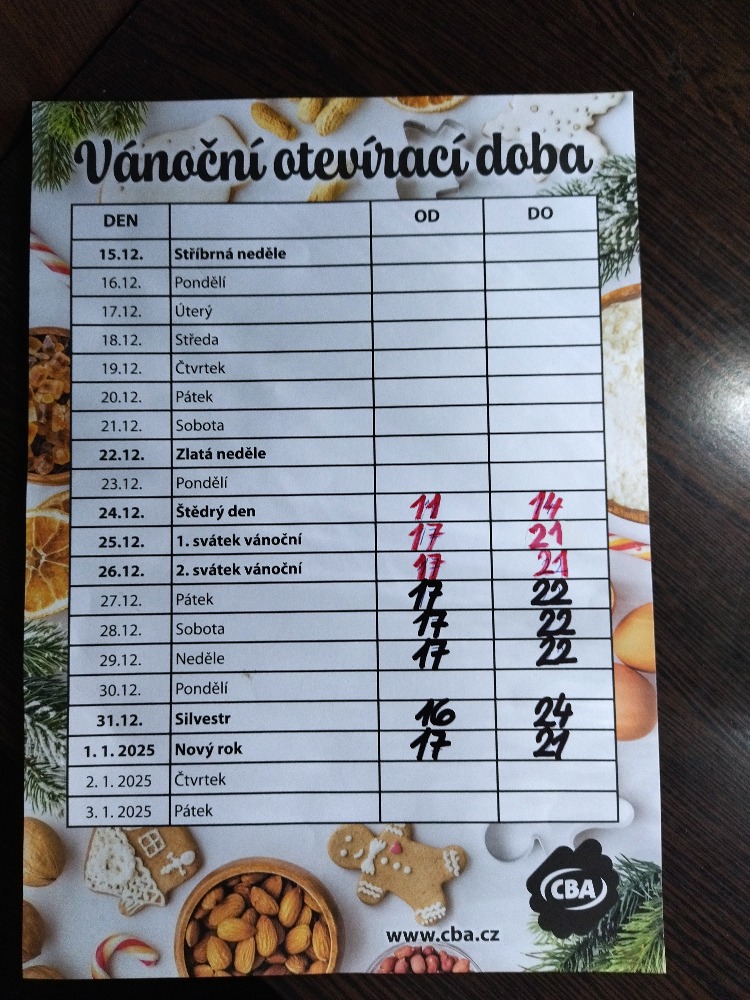 Vánoční otevírací doba
DEN OD DO
15.12. Stříbrná neděle
16.12. Pondělí
17.12. Úterý
18.12. Středa
19.12. Čtvrtek
20.12. Pátek
21.12. Sobota
22.12. Zlatá neděle
23.12. Pondělí
24.12. Štědrý den 11 14
25.12. 1. svátek vánoční 17 21
26.12. 2. svátek vánoční 17 21
27.12. Pátek 17 22
28.12. Sobota 17 22
29.12. Neděle 17 22
30.12. Pondělí
31.12. Silvestr 16 24
1. 1. 2025 Nový rok 17 21
2. 1. 2025 Čtvrtek
3. 1. 2025 Pátek
CBA
www.cba.cz